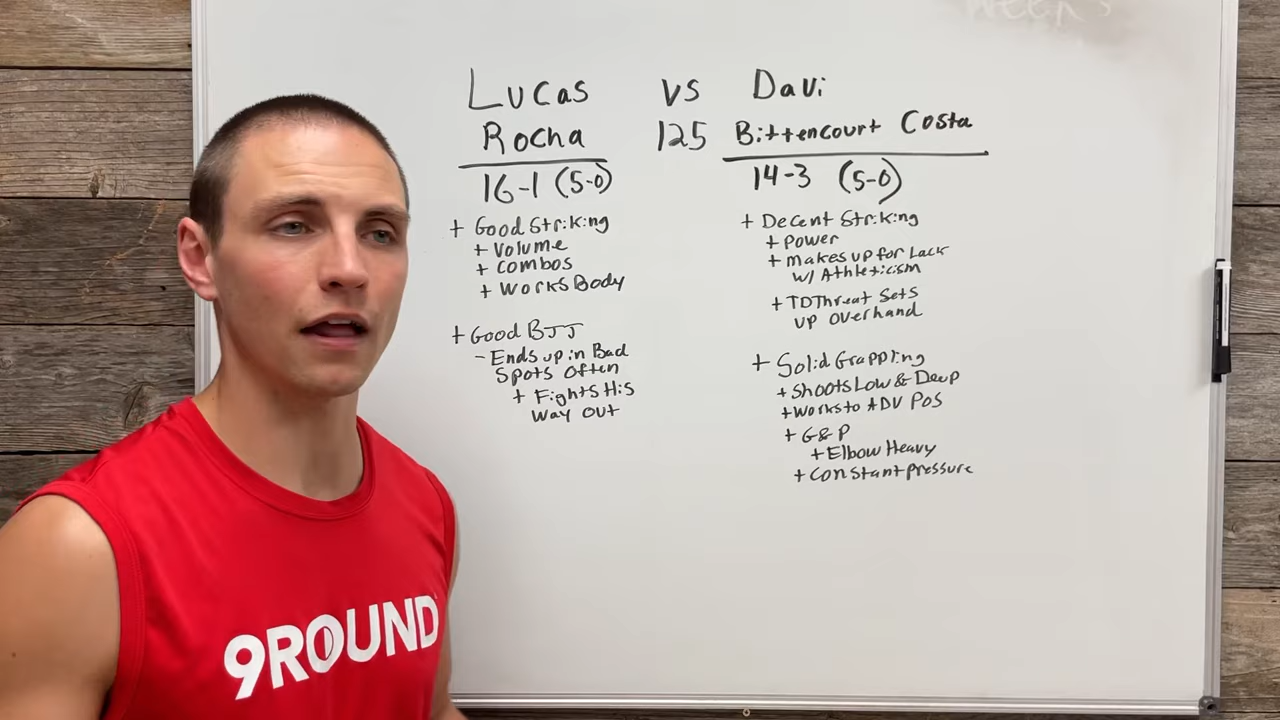 Weeks
Lucas vs Davi
Rocha 125 Bittencourt Costa
16-1 (5-0)
+ Good Striking
+ Volume
+ Combos
+ Works Body
+ Good BJJ
- Ends up in Bad
Spots Often
+ Fights His
Way Out
14-3 (5-0)
+ Decent Striking
+ Power
+ Makes up for Lack
w/ Athleticism
+ TD Threat Sets
up overhand
+ Solid Grappling
+ Shoots Low & Deep
+ Works to ADV POS
+ G&P
+ Elbow Heavy
+ Constant pressure
9ROUND